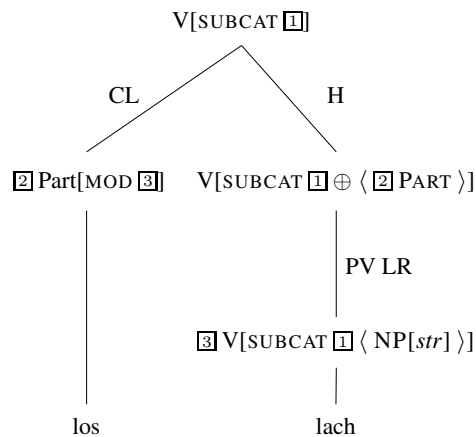 V[SUBCAT 1]
CL H
2 Part[MOD 3] V[SUBCAT 1 ⊕ ⟨ 2 PART ⟩]
PV LR
3 V[SUBCAT 1 ⟨ NP[str] ⟩]
los lach